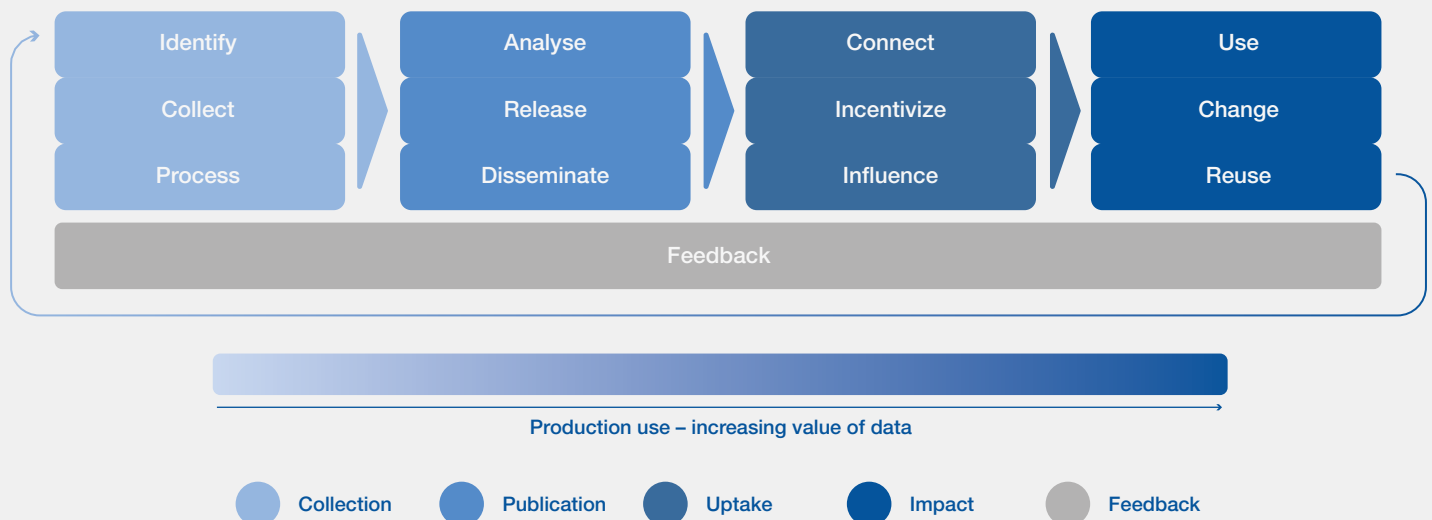 Identify
Collect
Process
Analyse
Release
Disseminate
Connect
Incentivize
Influence
Use
Change
Reuse
Feedback
Production use – increasing value of data
Collection
Publication
Uptake
Impact
Feedback